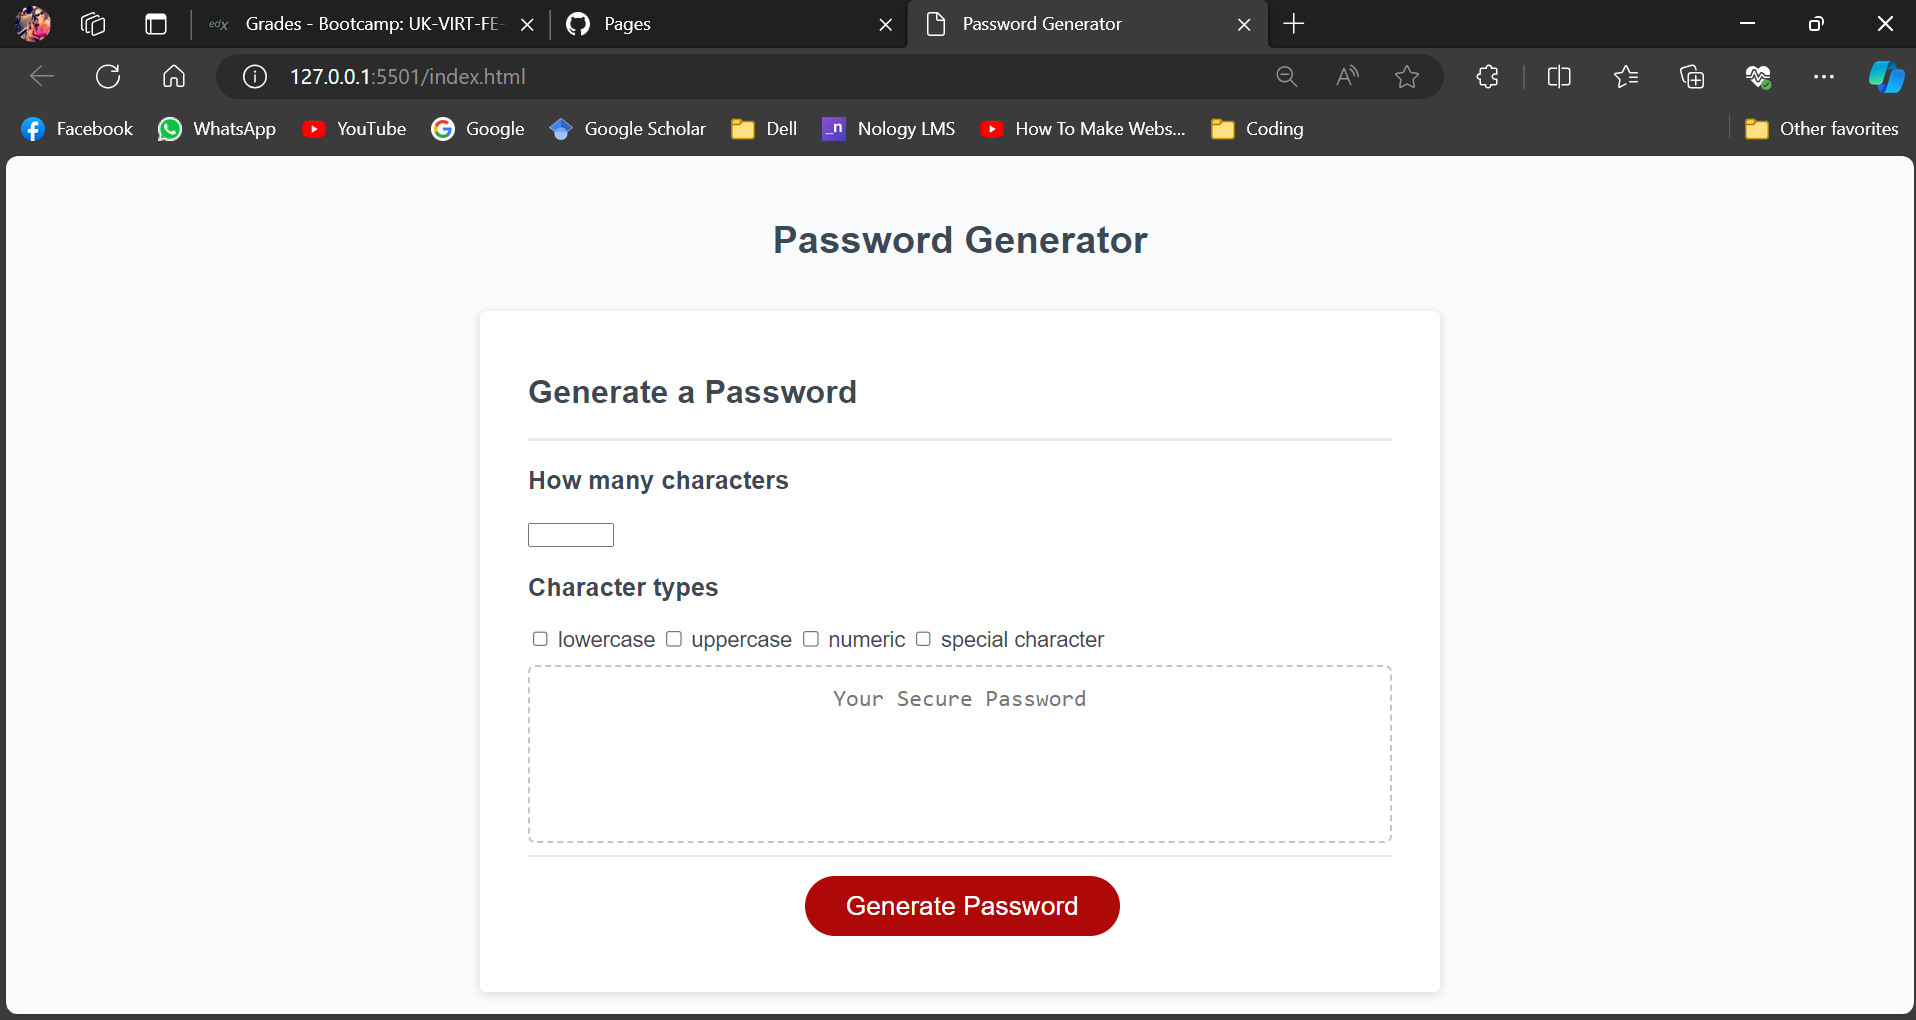 edX Grades - Bootcamp: UK-VIRT-FE- Pages Password Generator
127.0.0.1:5501/index.html
Facebook WhatsApp YouTube Google Google Scholar Dell _n Nology LMS How To Make Webs... Coding Other favorites
Password Generator
Generate a Password
How many characters
Character types
lowercase uppercase numeric special character
Your Secure Password
Generate Password